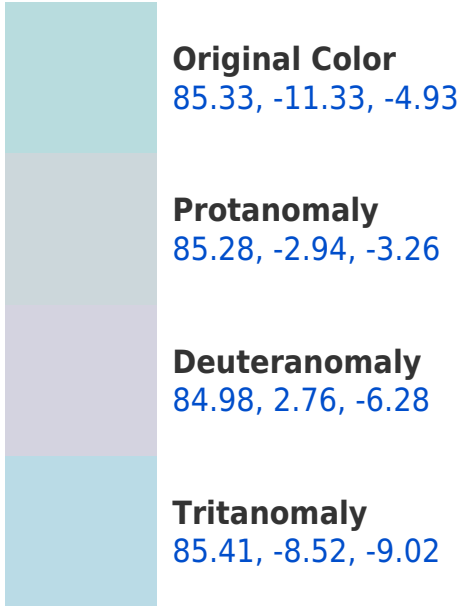 Original Color
85.33, -11.33, -4.93
Protanomaly
85.28, -2.94, -3.26
Deuteranomaly
84.98, 2.76, -6.28
Tritanomaly
85.41, -8.52, -9.02